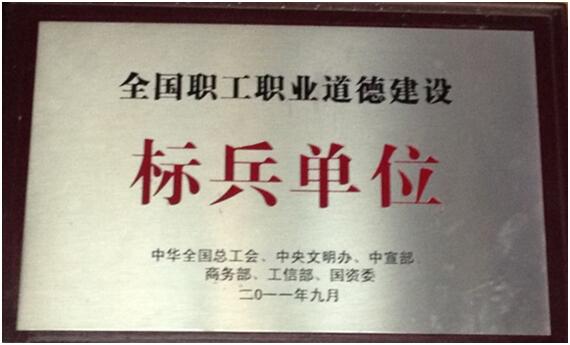 全国职工职业道德建设
标兵单位
中华全国总工会、中央文明办、中宣部
商务部、工信部、国资委
二0一一年九月